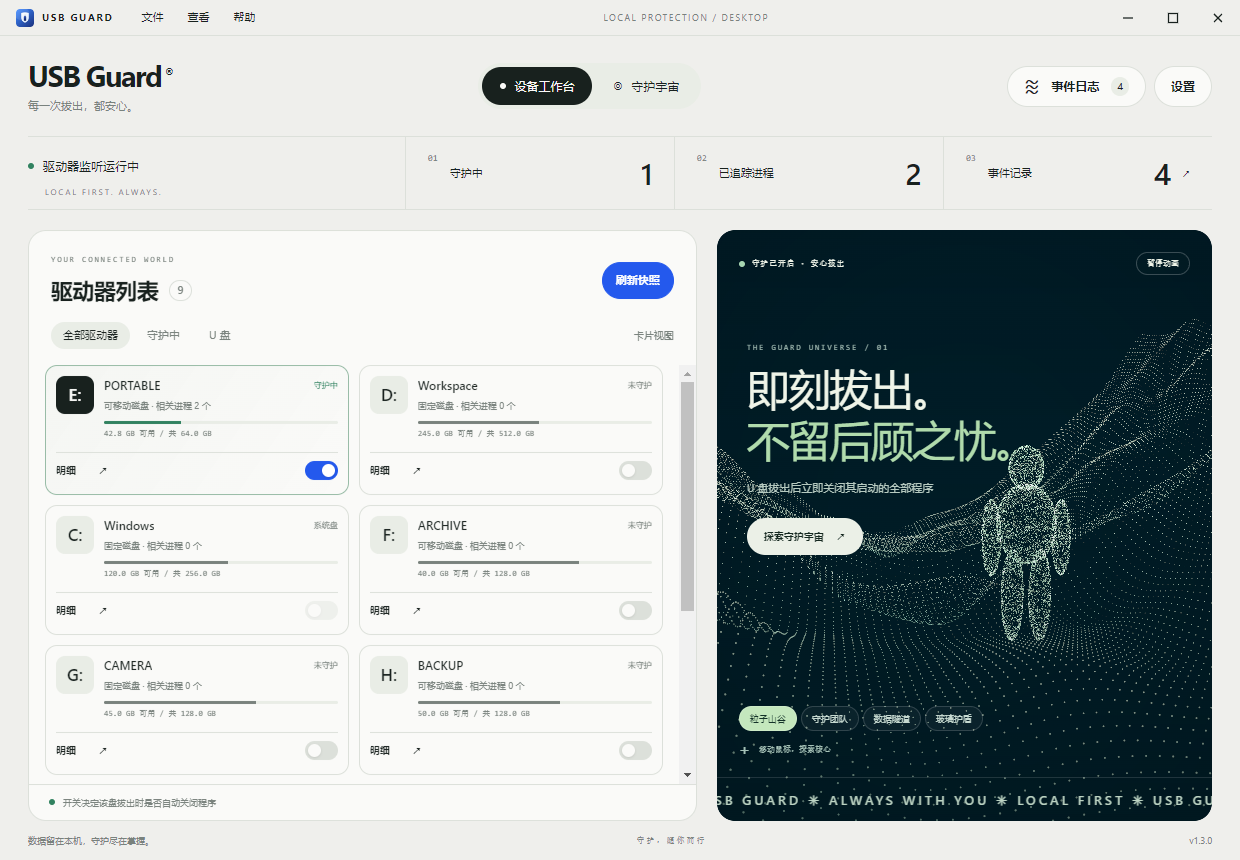 USB GUARD 文件 查看 帮助 LOCAL PROTECTION / DESKTOP
USB Guard®
每一次拔出，都安心。
设备工作台 守护宇宙
事件日志 4 设置
驱动器监听运行中
LOCAL FIRST. ALWAYS.
01 守护中 1
02 已追踪进程 2
03 事件记录 4 ↗
YOUR CONNECTED WORLD
驱动器列表 9
刷新快照
全部驱动器 守护中 U 盘 卡片视图
E: PORTABLE 守护中
可移动磁盘 · 相关进程 2 个
42.8 GB 可用 / 共 64.0 GB
明细 ↗
D: Workspace 未守护
固定磁盘 · 相关进程 0 个
245.0 GB 可用 / 共 512.0 GB
明细 ↗
C: Windows 系统盘
固定磁盘 · 相关进程 0 个
120.0 GB 可用 / 共 256.0 GB
明细 ↗
F: ARCHIVE 未守护
可移动磁盘 · 相关进程 0 个
40.0 GB 可用 / 共 128.0 GB
明细 ↗
G: CAMERA 未守护
固定磁盘 · 相关进程 0 个
45.0 GB 可用 / 共 128.0 GB
明细 ↗
H: BACKUP 未守护
可移动磁盘 · 相关进程 0 个
50.0 GB 可用 / 共 128.0 GB
明细 ↗
开关决定该盘拔出时是否自动关闭程序
守护已开启 · 安心拔出
暂停动画
THE GUARD UNIVERSE / 01
即刻拔出。
不留后顾之忧。
U 盘拔出后立即关闭其启动的全部程序
探索守护宇宙 ↗
粒子山谷 守护团队 数据隧道 玻璃护盾
移动鼠标，探索核心
SB GUARD ✳ ALWAYS WITH YOU ✳ LOCAL FIRST ✳ USB GU
数据留在本机，守护尽在掌握。
守护，随你而行
v1.3.0